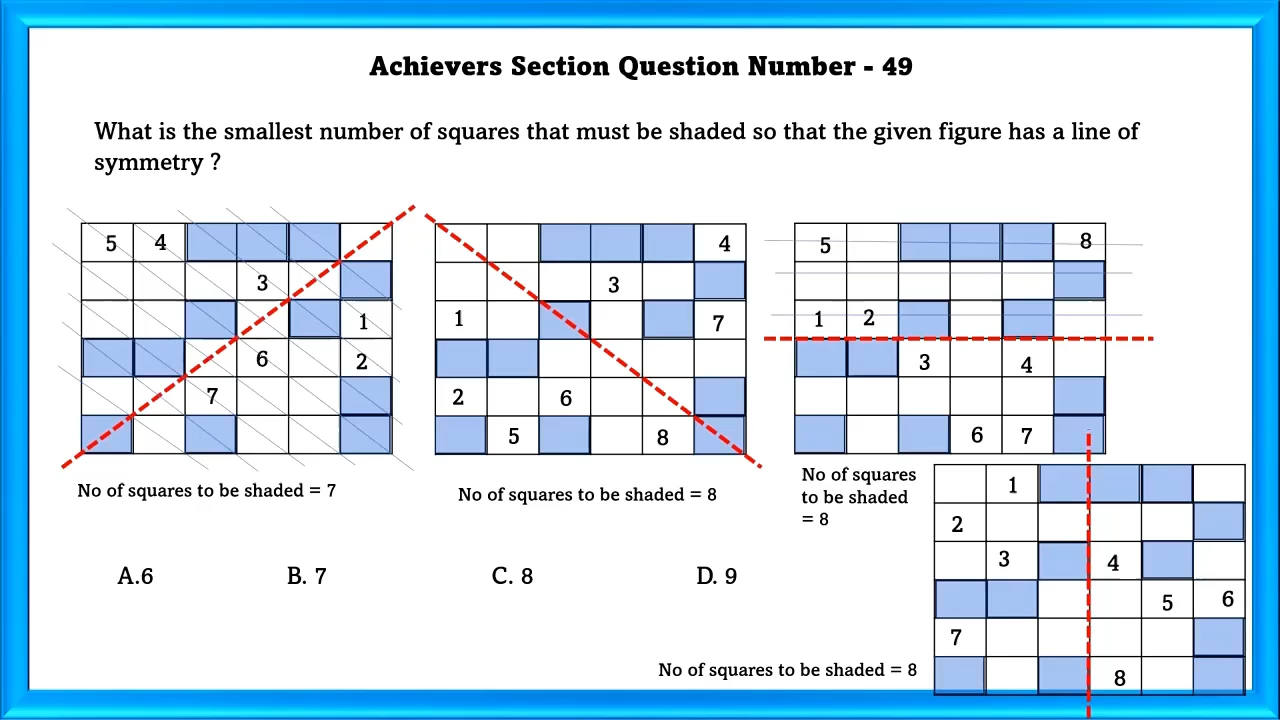 Achievers Section Question Number - 49
What is the smallest number of squares that must be shaded so that the given figure has a line of
symmetry ?
5 4
3
1
6 2
7
No of squares to be shaded = 7
4
3
1 7
2 6
5 8
No of squares to be shaded = 8
5 8
1 2
3 4
6 7
No of squares
to be shaded
= 8
1
2
3 4
5 6
7
8
No of squares to be shaded = 8
A.6 B. 7 C. 8 D. 9